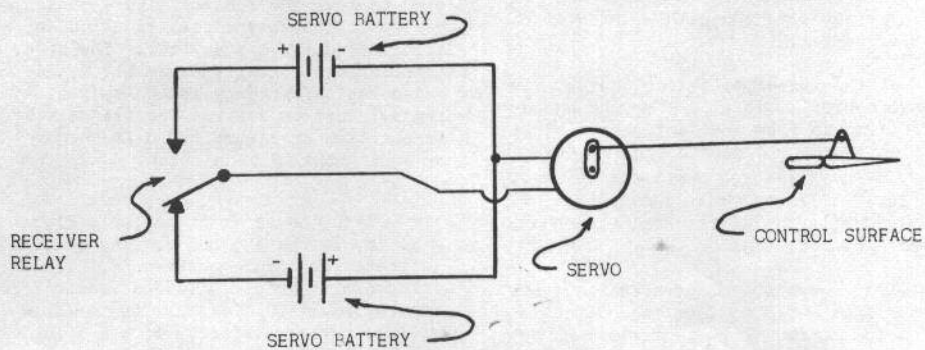 SERVO BATTERY
+ -
RECEIVER
RELAY
CONTROL SURFACE
SERVO
- +
SERVO BATTERY